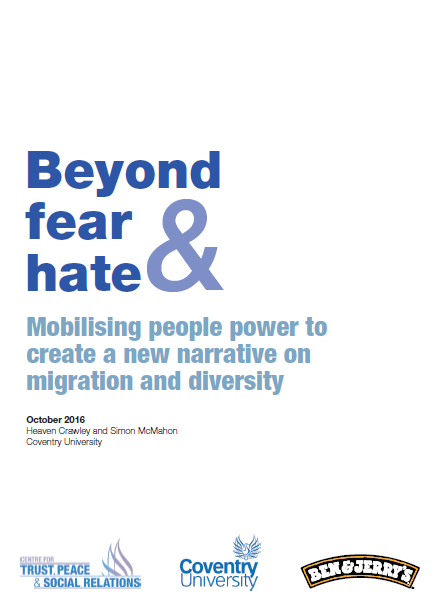 Beyond
fear &
hate
Mobilising people power to
create a new narrative on
migration and diversity
October 2016
Heaven Crawley and Simon McMahon
Coventry University
CENTRE FOR
TRUST, PEACE
& SOCIAL RELATIONS
Coventry
University
BEN & JERRY'S